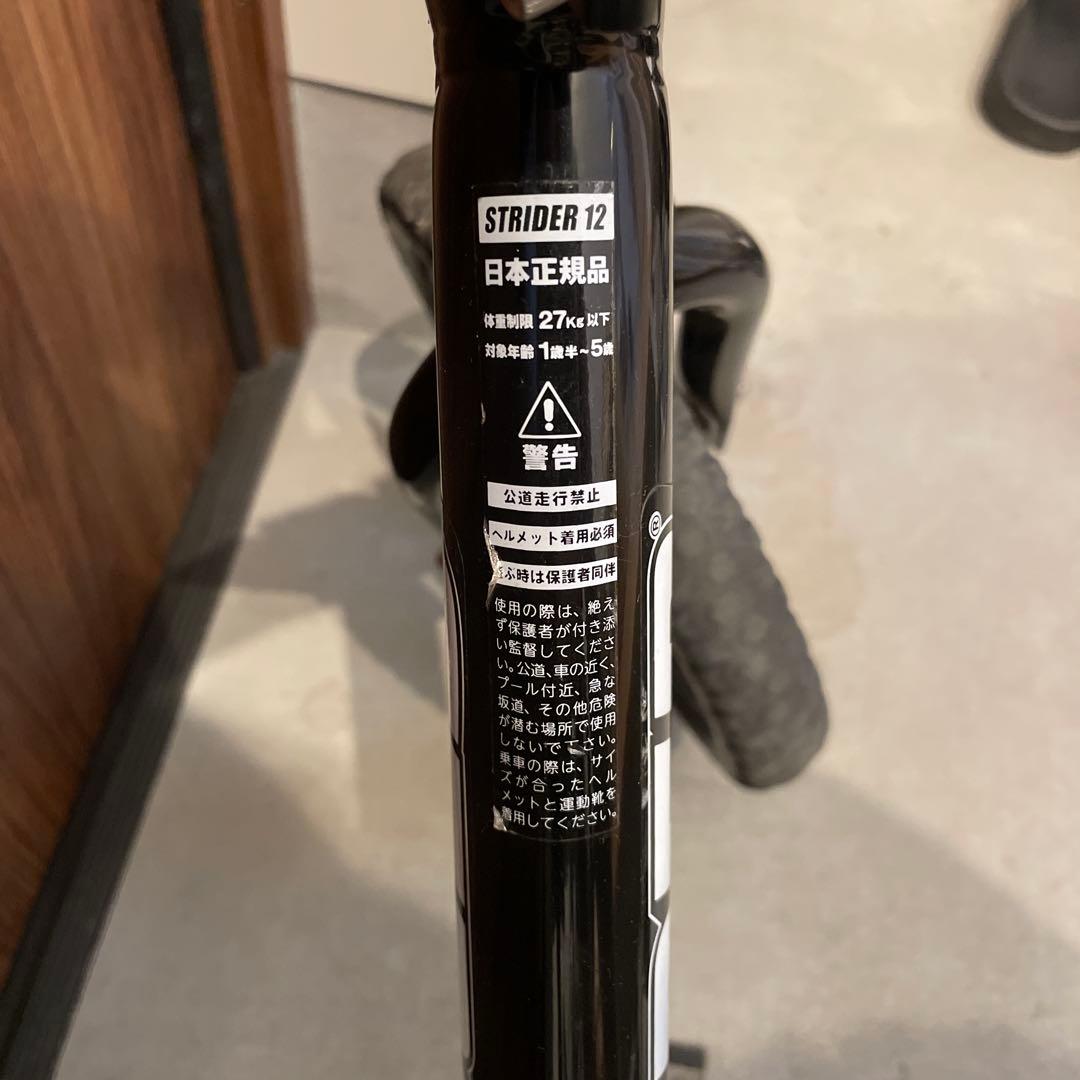 STRIDER 12
日本正規品
体重制限 27Kg 以下
対象年齢 1歳半～5歳
警告
公道走行禁止
ヘルメット着用必須
ぶ時は保護者同伴
使用の際は、絶え
ず保護者が付き添
い監督してくださ
い。公道、車の近く、
プール付近、急な
坂道、その他危険
が潜む場所で使用
しないで下さい。
乗車の際は、サイ
ズが合ったヘル
メットと運動靴を
着用してください。
®